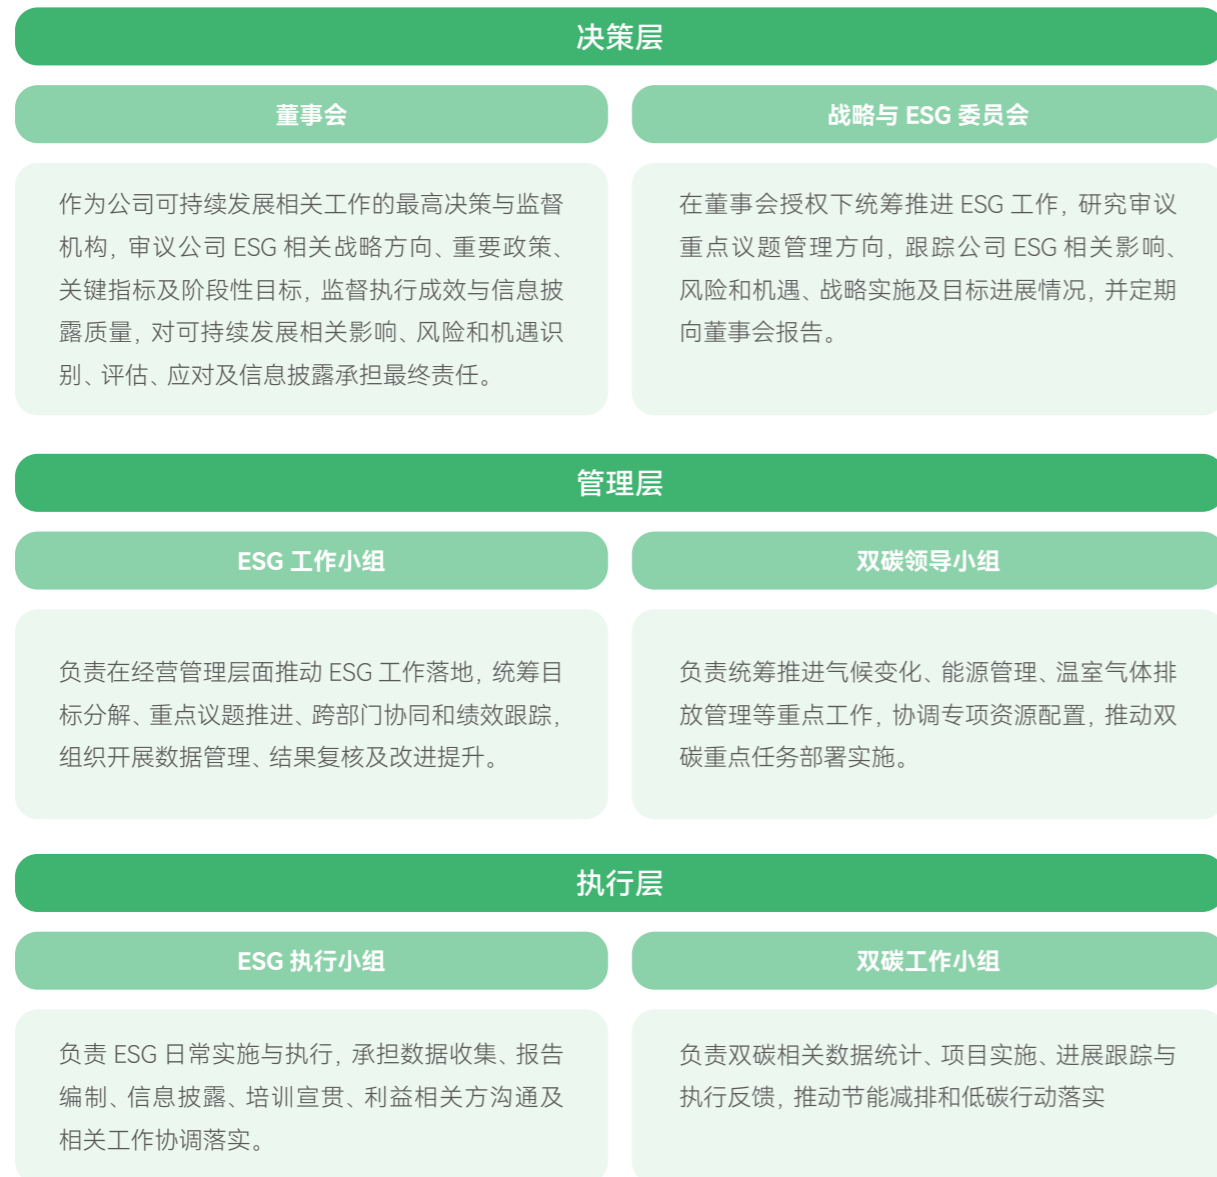 决策层
董事会
作为公司可持续发展相关工作的最高决策与监督
机构，审议公司 ESG 相关战略方向、重要政策、
关键指标及阶段性目标，监督执行成效与信息披
露质量，对可持续发展相关影响、风险和机遇识
别、评估、应对及信息披露承担最终责任。
战略与 ESG 委员会
在董事会授权下统筹推进 ESG 工作，研究审议
重点议题管理方向，跟踪公司 ESG 相关影响、
风险和机遇、战略实施及目标进展情况，并定期
向董事会报告。
管理层
ESG 工作小组
负责在经营管理层面推动 ESG 工作落地，统筹目
标分解、重点议题推进、跨部门协同和绩效跟踪，
组织开展数据管理、结果复核及改进提升。
双碳领导小组
负责统筹推进气候变化、能源管理、温室气体排
放管理等重点工作，协调专项资源配置，推动双
碳重点任务部署实施。
执行层
ESG 执行小组
负责 ESG 日常实施与执行，承担数据收集、报告
编制、信息披露、培训宣贯、利益相关方沟通及
相关工作协调落实。
双碳工作小组
负责双碳相关数据统计、项目实施、进展跟踪与
执行反馈，推动节能减排和低碳行动落实